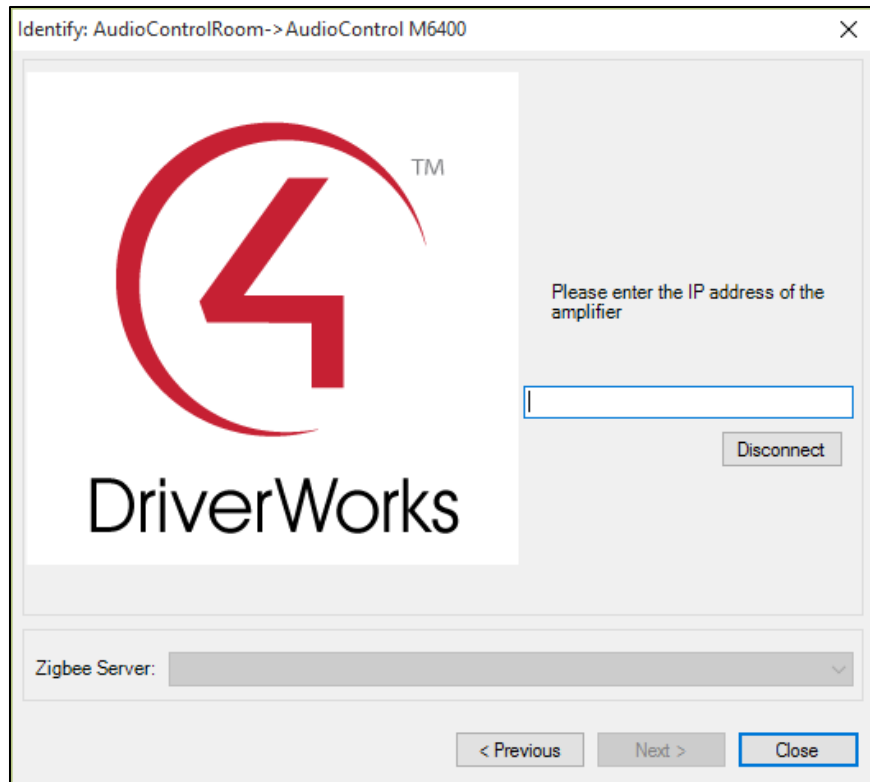 Identify: AudioControlRoom->AudioControl M6400
TM
DriverWorks
Please enter the IP address of the
amplifier
Disconnect
Zigbee Server:
< Previous
Next >
Close